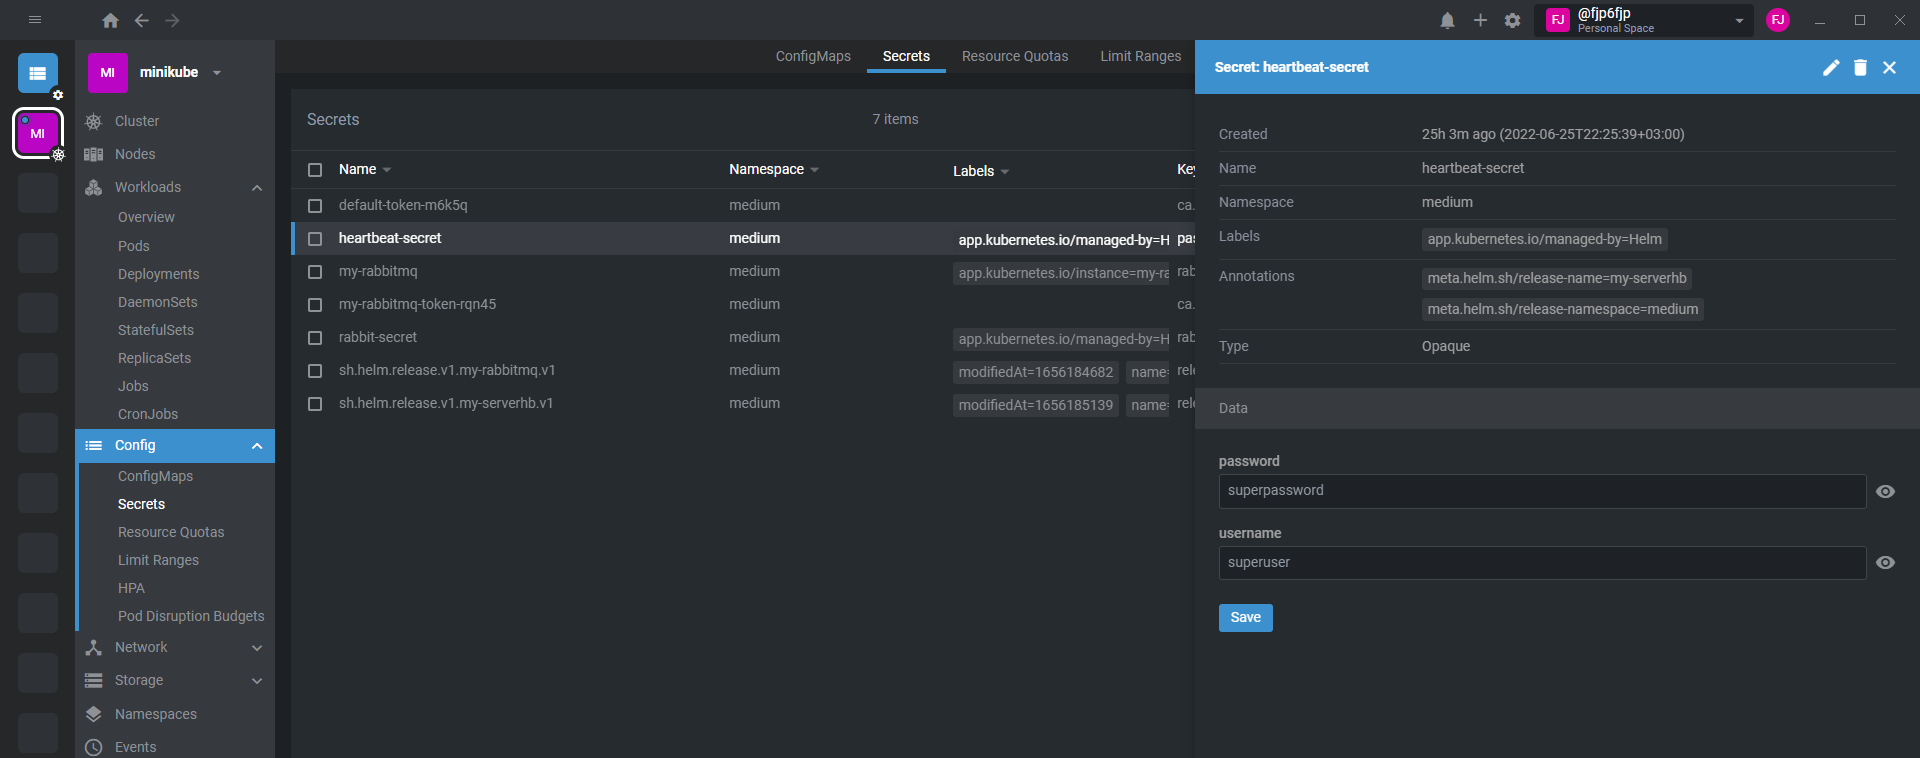 @fjp6fjp
FJ
Personal Space
FJ
MI
minikube
MI
Cluster
Nodes
Workloads
Overview
Pods
Deployments
DaemonSets
StatefulSets
ReplicaSets
Jobs
CronJobs
Config
ConfigMaps
Secrets
Resource Quotas
Limit Ranges
HPA
Pod Disruption Budgets
Network
Storage
Namespaces
Events
ConfigMaps Secrets Resource Quotas Limit Ranges
Secrets 7 items
Name Namespace Labels Key
default-token-m6k5q medium ca.
heartbeat-secret medium app.kubernetes.io/managed-by=H pas
my-rabbitmq medium app.kubernetes.io/instance=my-ra rab
my-rabbitmq-token-rqn45 medium ca.
rabbit-secret medium app.kubernetes.io/managed-by=H rab
sh.helm.release.v1.my-rabbitmq.v1 medium modifiedAt=1656184682 name= rele
sh.helm.release.v1.my-serverhb.v1 medium modifiedAt=1656185139 name= rele
Secret: heartbeat-secret
Created 25h 3m ago (2022-06-25T22:25:39+03:00)
Name heartbeat-secret
Namespace medium
Labels app.kubernetes.io/managed-by=Helm
Annotations meta.helm.sh/release-name=my-serverhb
meta.helm.sh/release-namespace=medium
Type Opaque
Data
password
superpassword
username
superuser
Save